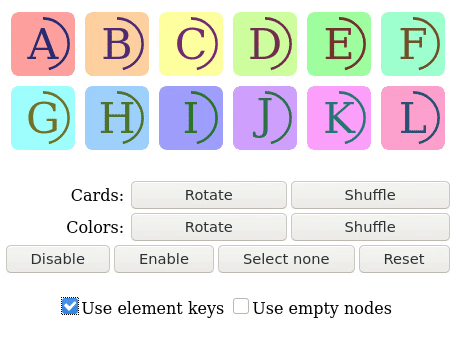 A B C D E F
G H I J K L
Cards: Rotate Shuffle
Colors: Rotate Shuffle
Disable Enable Select none Reset
Use element keys Use empty nodes